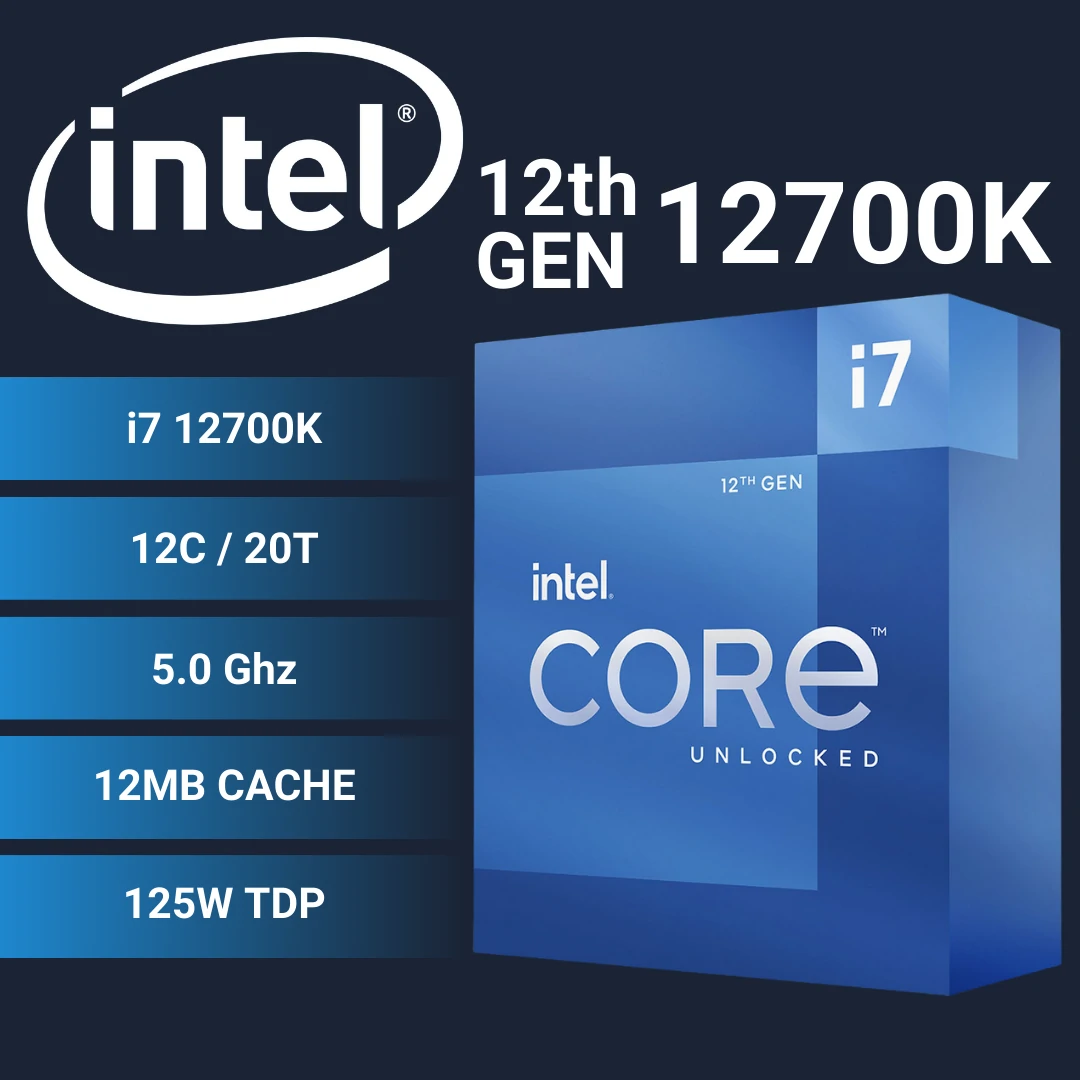 intel®
12th
GEN
12700K
i7 12700K
12C / 20T
5.0 Ghz
12MB CACHE
125W TDP
i7
12TH GEN
intel.
CORe™
UNLOCKED